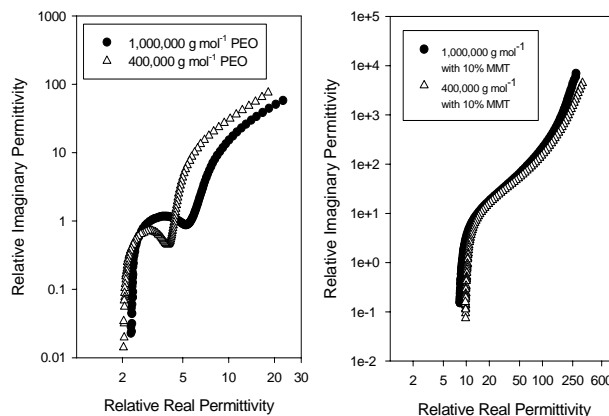 1000
100
10
1
0.1
0.01
Relative Imaginary Permittivity
● 1,000,000 g mol⁻¹ PEO
△ 400,000 g mol⁻¹ PEO
2 5 10 20 30
Relative Real Permittivity
1e+5
1e+4
1e+3
1e+2
1e+1
1e+0
1e-1
1e-2
Relative Imaginary Permittivity
● 1,000,000 g mol⁻¹
with 10% MMT
△ 400,000 g mol⁻¹
with 10% MMT
2 5 10 20 50 100 250 600
Relative Real Permittivity